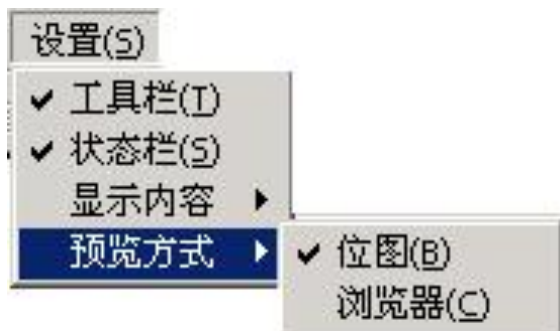 设置(S)
工具栏(T)
状态栏(S)
显示内容
预览方式
位图(B)
浏览器(C)